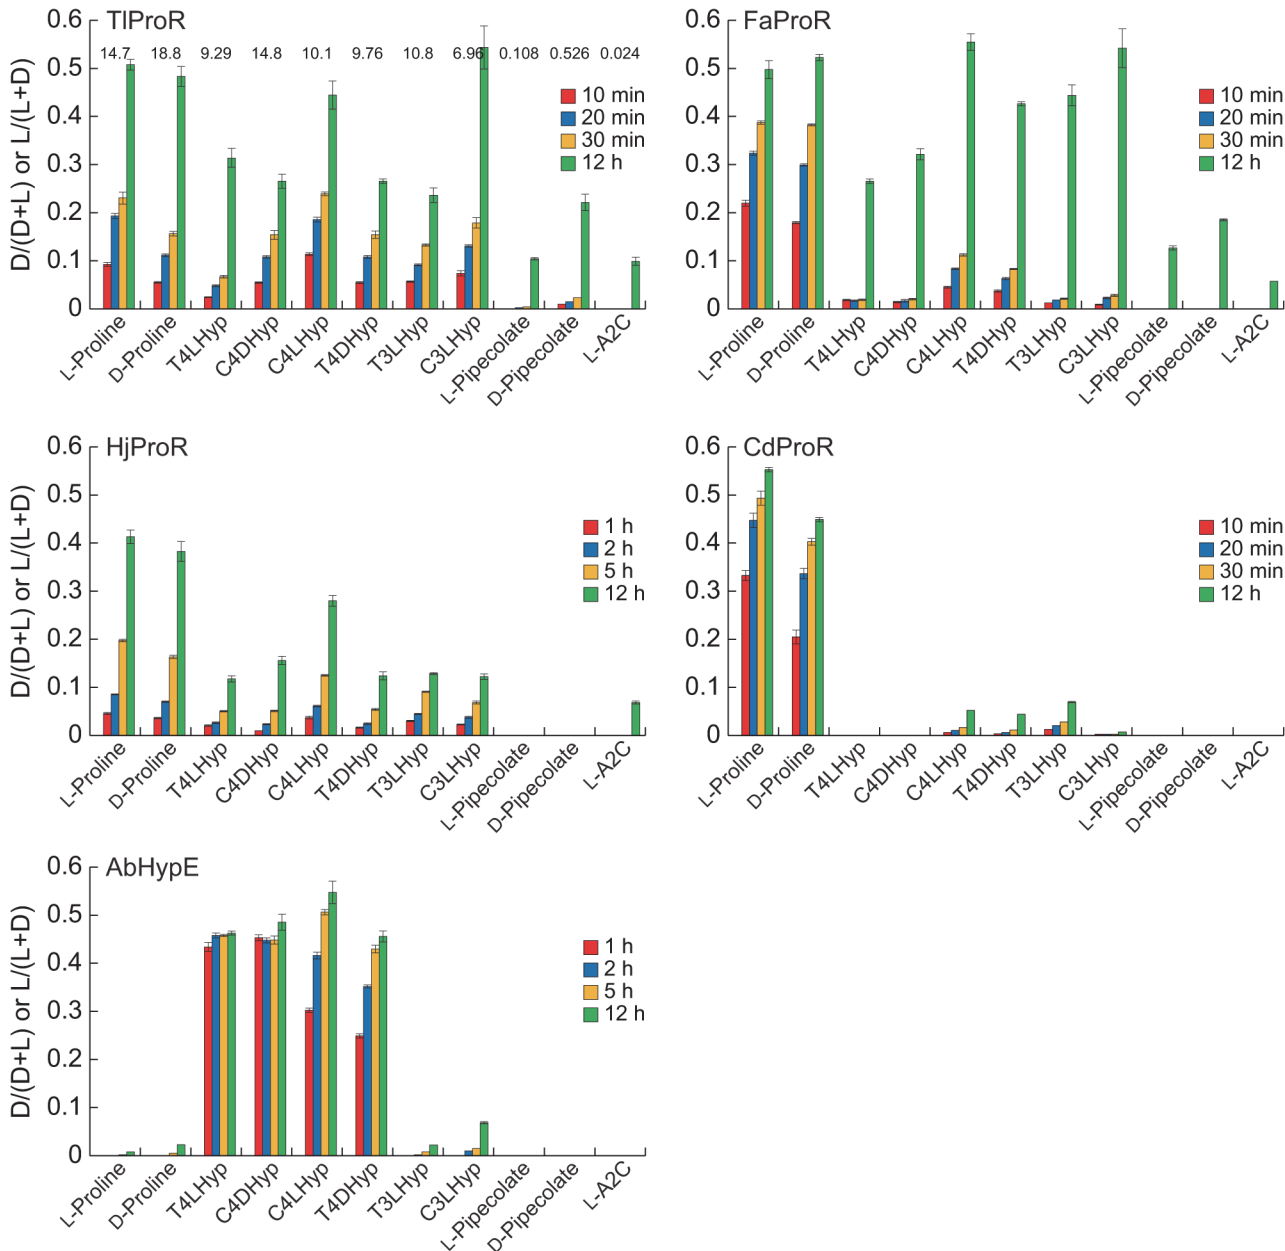 TlProR
14.7 18.8 9.29 14.8 10.1 9.76 10.8 6.96 0.108 0.526 0.024
D/(D+L) or L/(L+D)
0.6
0.5
0.4
0.3
0.2
0.1
0
10 min
20 min
30 min
12 h
L-Proline D-Proline T4LHyp C4DHyp C4LHyp T4DHyp T3LHyp C3LHyp L-Pipecolate D-Pipecolate L-A2C
FaProR
0.6
0.5
0.4
0.3
0.2
0.1
0
10 min
20 min
30 min
12 h
L-Proline D-Proline T4LHyp C4DHyp C4LHyp T4DHyp T3LHyp C3LHyp L-Pipecolate D-Pipecolate L-A2C
HjProR
D/(D+L) or L/(L+D)
0.6
0.5
0.4
0.3
0.2
0.1
0
1 h
2 h
5 h
12 h
L-Proline D-Proline T4LHyp C4DHyp C4LHyp T4DHyp T3LHyp C3LHyp L-Pipecolate D-Pipecolate L-A2C
CdProR
0.6
0.5
0.4
0.3
0.2
0.1
0
10 min
20 min
30 min
12 h
L-Proline D-Proline T4LHyp C4DHyp C4LHyp T4DHyp T3LHyp C3LHyp L-Pipecolate D-Pipecolate L-A2C
AbHypE
D/(D+L) or L/(L+D)
0.6
0.5
0.4
0.3
0.2
0.1
0
1 h
2 h
5 h
12 h
L-Proline D-Proline T4LHyp C4DHyp C4LHyp T4DHyp T3LHyp C3LHyp L-Pipecolate D-Pipecolate L-A2C